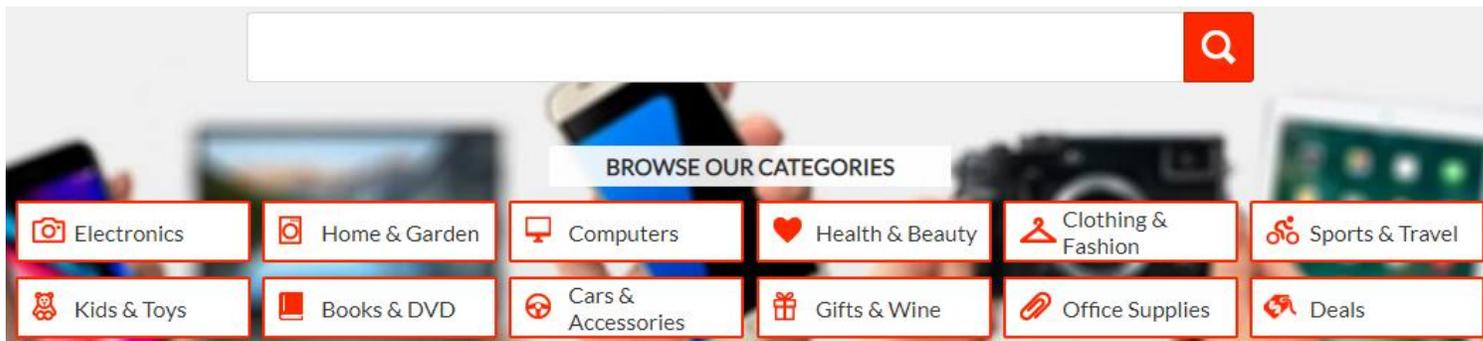 BROWSE OUR CATEGORIES
Electronics
Home & Garden
Computers
Health & Beauty
Clothing &
Fashion
Sports & Travel
Kids & Toys
Books & DVD
Cars &
Accessories
Gifts & Wine
Office Supplies
Deals